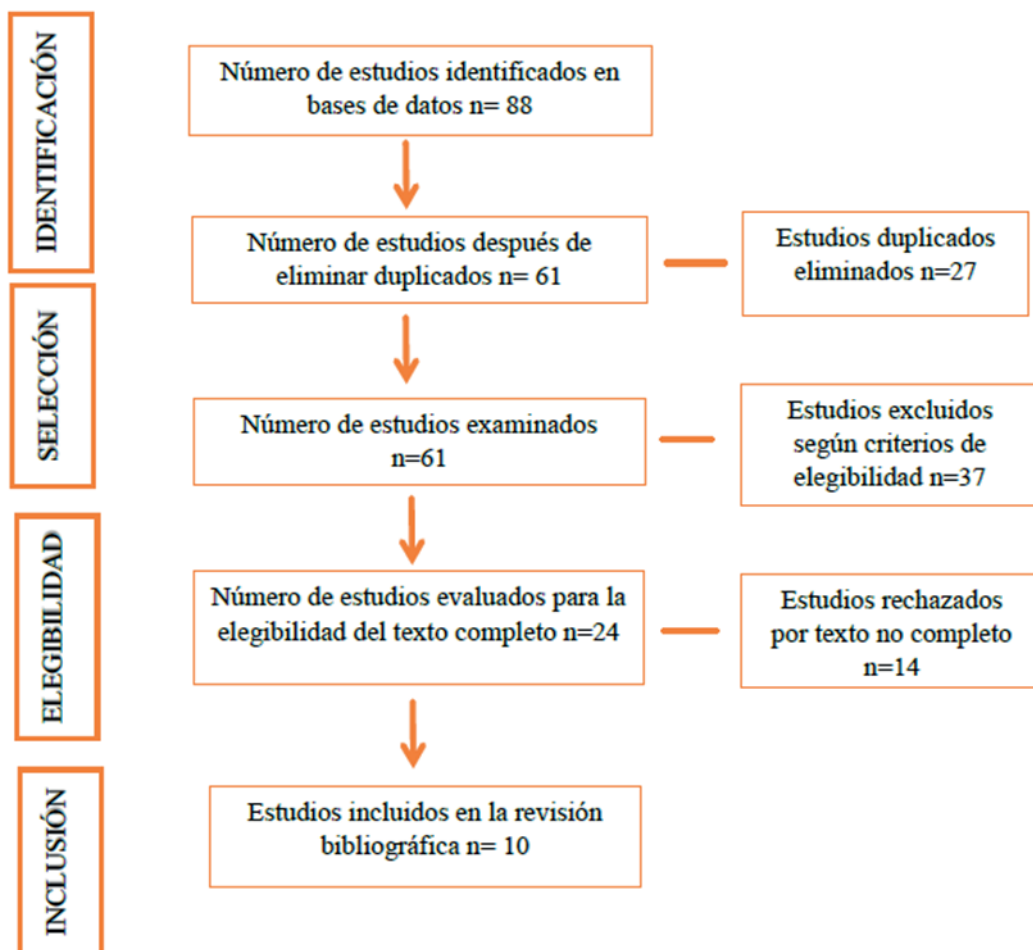 IDENTIFICACIÓN
Número de estudios identificados en
bases de datos n= 88
Número de estudios después de
eliminar duplicados n= 61
Estudios duplicados
eliminados n=27
SELECCIÓN
Número de estudios examinados
n=61
Estudios excluidos
según criterios de
elegibilidad n=37
ELEGIBILIDAD
Número de estudios evaluados para la
elegibilidad del texto completo n=24
Estudios rechazados
por texto no completo
n=14
INCLUSIÓN
Estudios incluidos en la revisión
bibliográfica n= 10